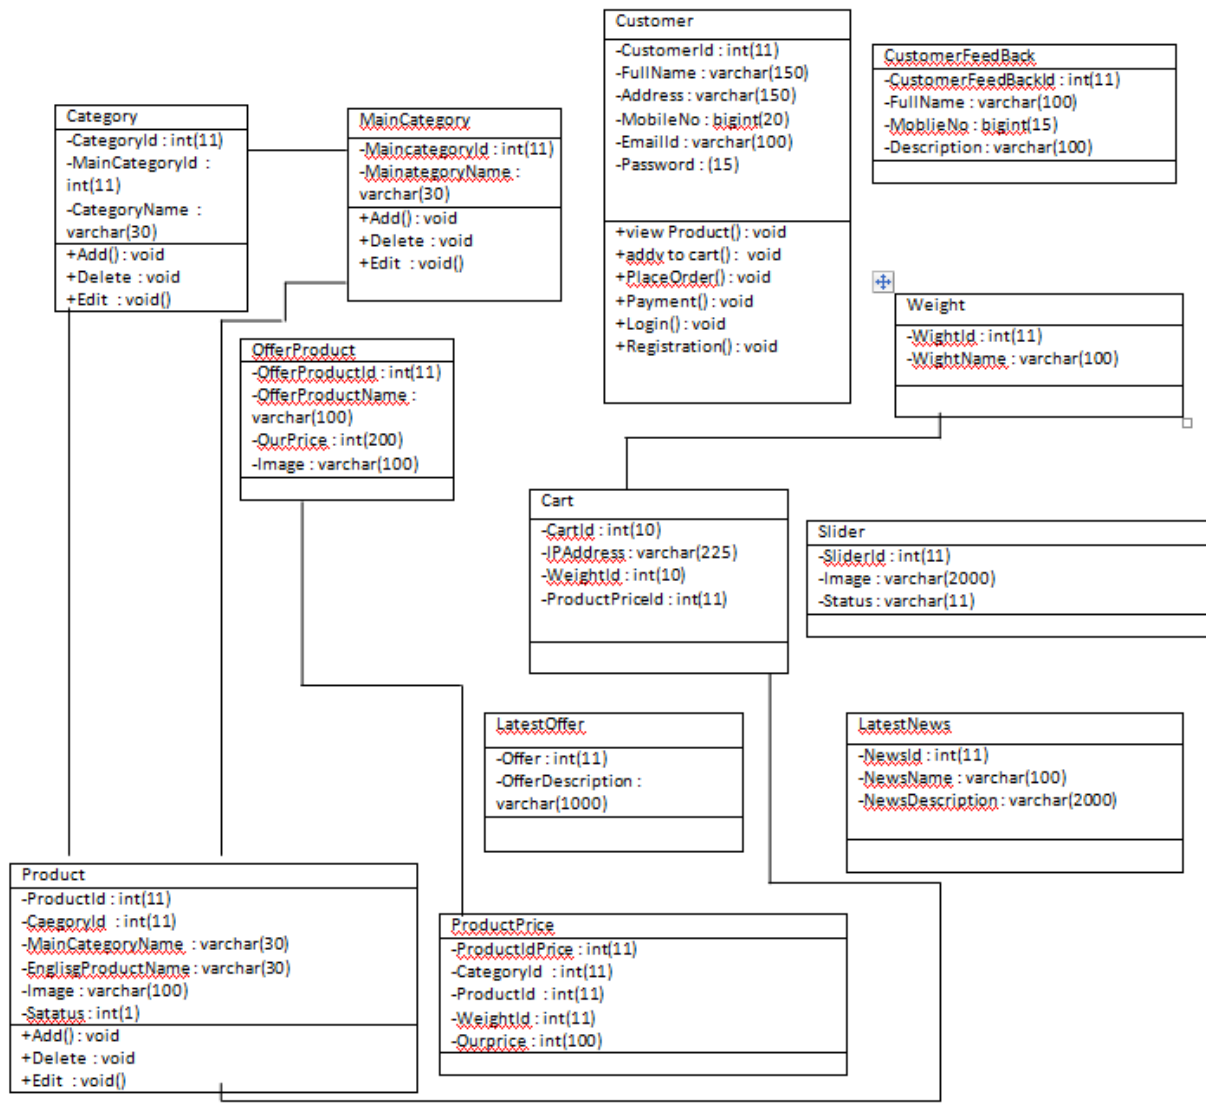 Customer
-CustomerId : int(11)
-FullName : varchar(150)
-Address : varchar(150)
-MobileNo : bigint(20)
-EmailId : varchar(100)
-Password : (15)
+view Product() : void
+addv to cart() : void
+PlaceOrder() : void
+Payment() : void
+Login() : void
+Registration() : void
CustomerFeedBack
-CustomerFeedBackId : int(11)
-FullName : varchar(100)
-MoblieNo : bigint(15)
-Description : varchar(100)
Category
-CategoryId : int(11)
-MainCategoryId :
int(11)
-CategoryName :
varchar(30)
+Add() : void
+Delete : void
+Edit : void()
MainCategory
-MaincategoryId : int(11)
-MainategoryName :
varchar(30)
+Add() : void
+Delete : void
+Edit : void()
Weight
-WightId : int(11)
-WightName : varchar(100)
OfferProduct
-OfferProductId : int(11)
-OfferProductName :
varchar(100)
-OurPrice : int(200)
-Image : varchar(100)
Cart
-CartId : int(10)
-IPAddress : varchar(225)
-WeightId : int(10)
-ProductPriceId : int(11)
Slider
-SliderId : int(11)
-Image : varchar(2000)
-Status : varchar(11)
LatestOffer
-Offer : int(11)
-OfferDescription :
varchar(1000)
LatestNews
-NewsId : int(11)
-NewsName : varchar(100)
-NewsDescription : varchar(2000)
Product
-ProductId : int(11)
-CaegoryId : int(11)
-MainCategoryName : varchar(30)
-EnglisgProductName : varchar(30)
-Image : varchar(100)
-Satatus : int(1)
+Add() : void
+Delete : void
+Edit : void()
ProductPrice
-ProductIdPrice : int(11)
-CategoryId : int(11)
-ProductId : int(11)
-WeightId : int(11)
-Ourprice : int(100)